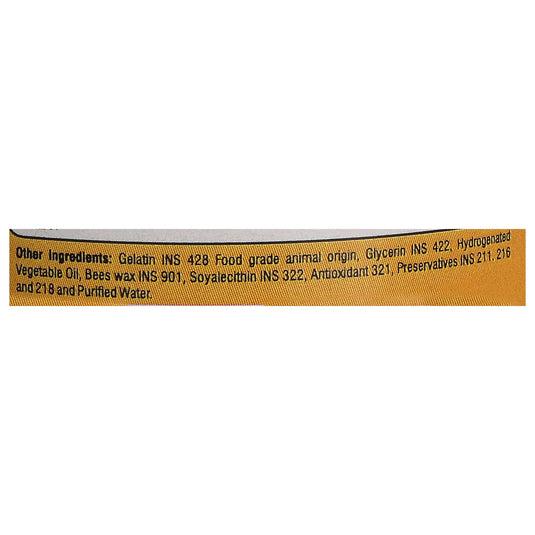 Other Ingredients: Gelatin INS 428 Food grade animal origin, Glycerin INS 422, Hydrogenated
Vegetable Oil, Bees wax INS 901, Soyalecithin INS 322, Antioxidant 321, Preservatives INS 211, 216
and 218 and Purified Water.